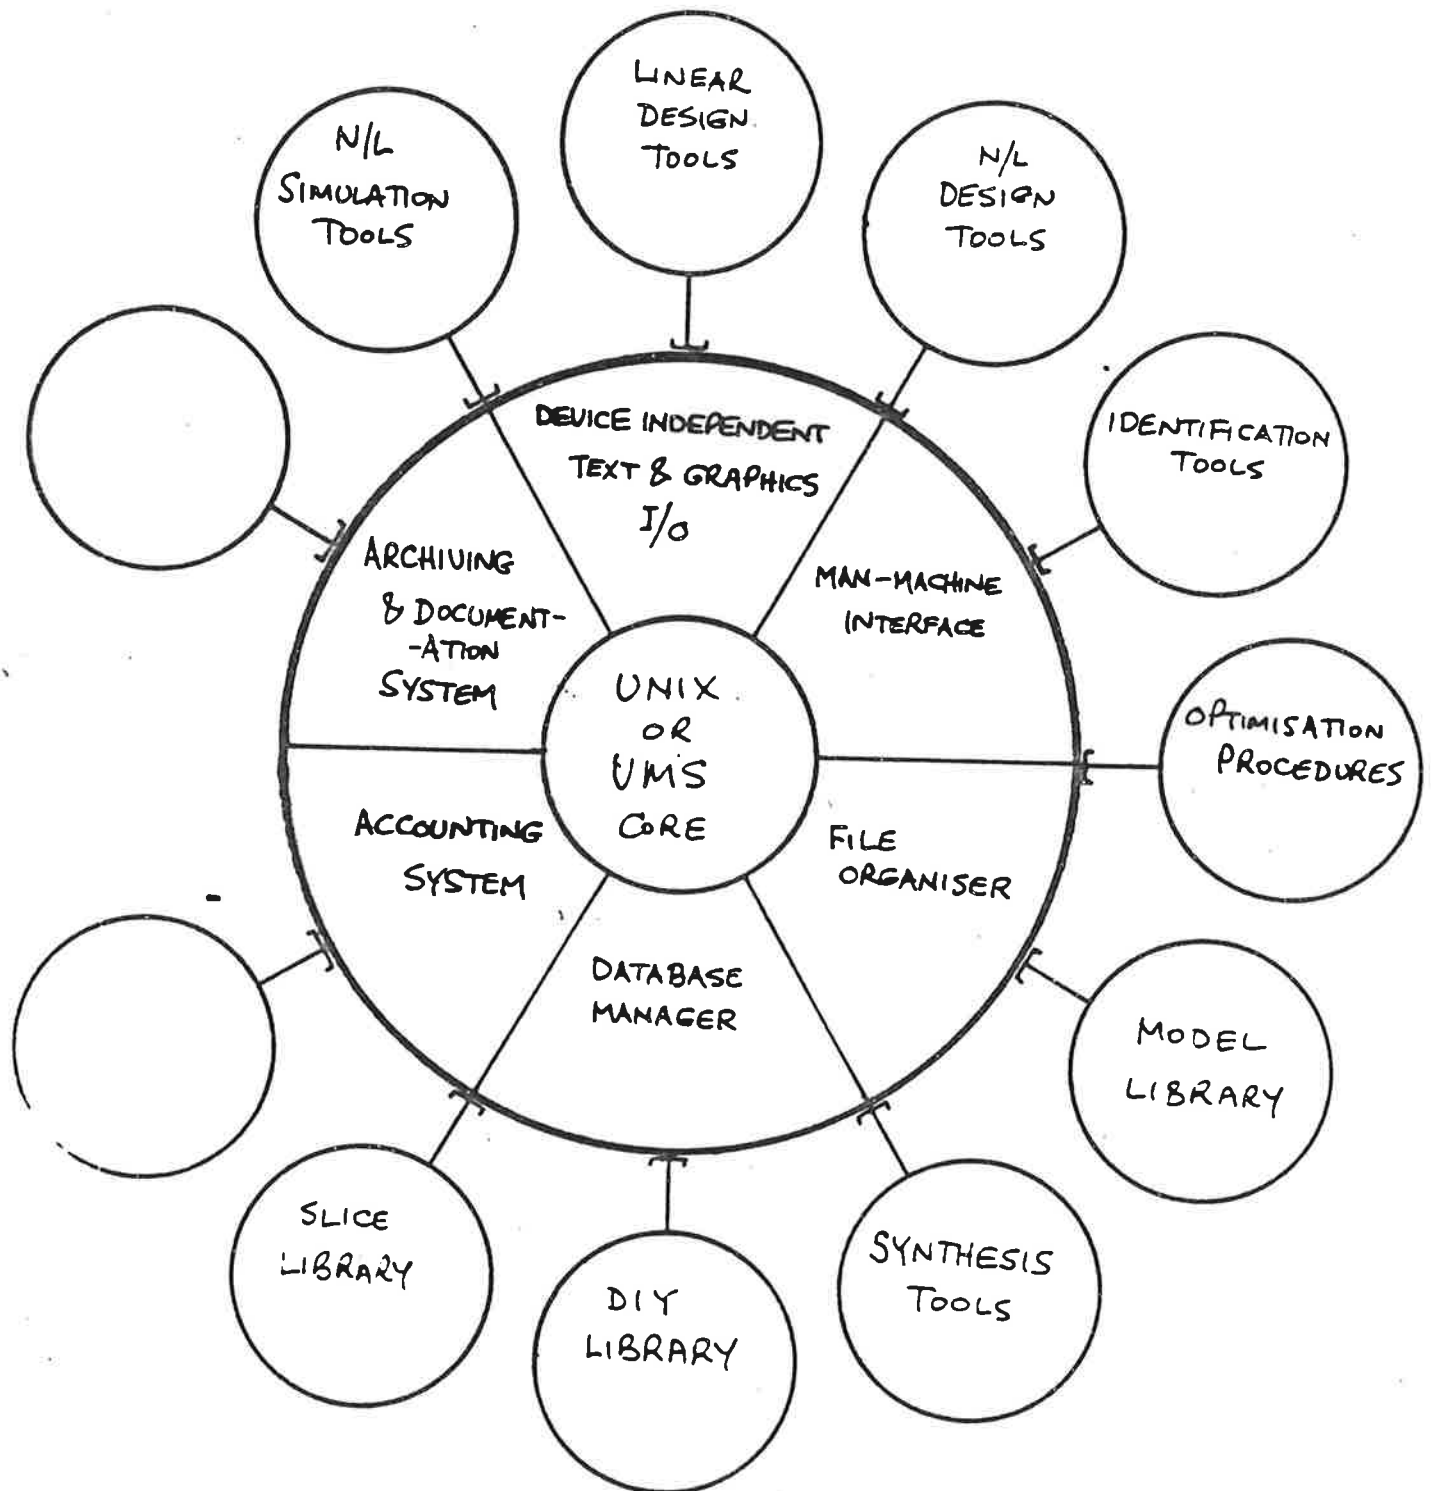 LINEAR
DESIGN
TOOLS
N/L
SIMULATION
TOOLS
N/L
DESIGN
TOOLS
IDENTIFICATION
TOOLS
OPTIMISATION
PROCEDURES
MODEL
LIBRARY
SYNTHESIS
TOOLS
DIY
LIBRARY
SLICE
LIBRARY
DEVICE INDEPENDENT
TEXT & GRAPHICS
I/O
MAN-MACHINE
INTERFACE
FILE
ORGANISER
DATABASE
MANAGER
ACCOUNTING
SYSTEM
ARCHIVING
& DOCUMENT-
-ATION
SYSTEM
UNIX
OR
VMS
CORE